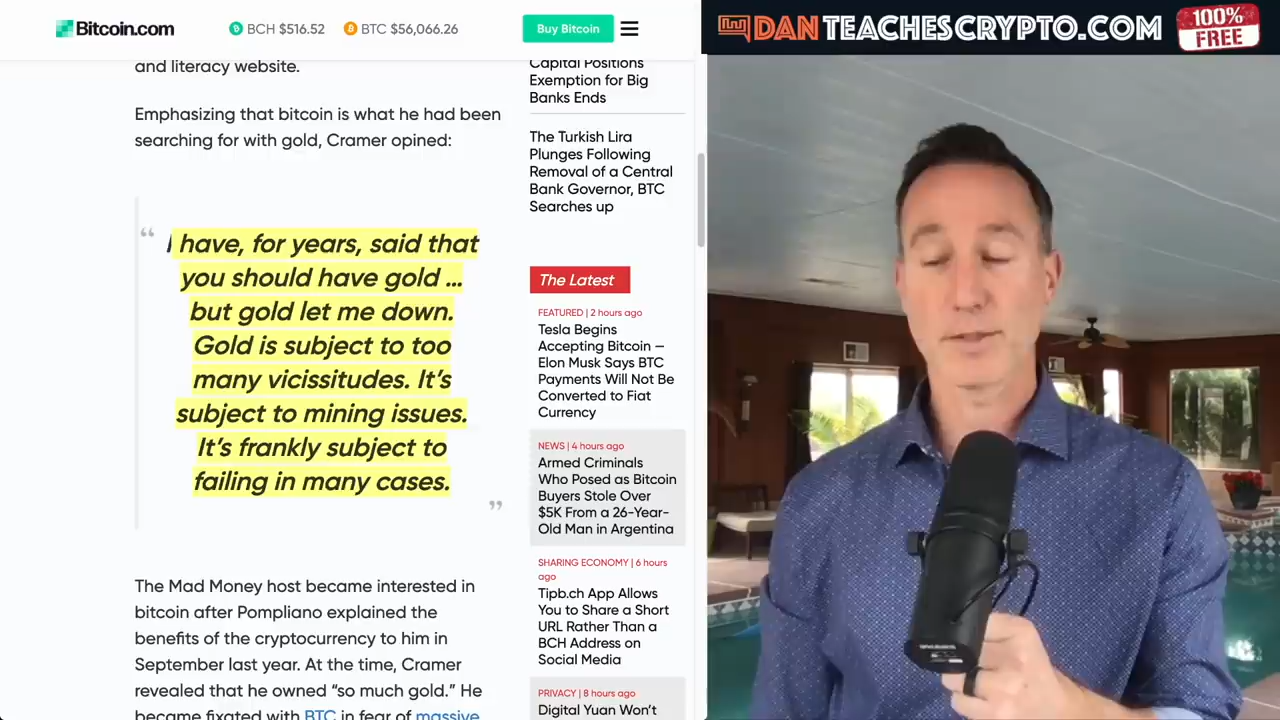 Bitcoin.com
BCH $516.52
BTC $56,066.26
Buy Bitcoin
DANTEACHESCRYPTO.COM
100%
FREE
and literacy website.
Emphasizing that bitcoin is what he had been
searching for with gold, Cramer opined:
“
I have, for years, said that
you should have gold ...
but gold let me down.
Gold is subject to too
many vicissitudes. It’s
subject to mining issues.
It’s frankly subject to
failing in many cases.
”
The Mad Money host became interested in
bitcoin after Pompliano explained the
benefits of the cryptocurrency to him in
September last year. At the time, Cramer
revealed that he owned “so much gold.” He
became fixated with BTC in fear of massive
Capital Positions
Exemption for Big
Banks Ends
The Turkish Lira
Plunges Following
Removal of a Central
Bank Governor, BTC
Searches up
The Latest
FEATURED | 2 hours ago
Tesla Begins
Accepting Bitcoin —
Elon Musk Says BTC
Payments Will Not Be
Converted to Fiat
Currency
NEWS | 4 hours ago
Armed Criminals
Who Posed as Bitcoin
Buyers Stole Over
$5K From a 26-Year-
Old Man in Argentina
SHARING ECONOMY | 6 hours
ago
Tipb.ch App Allows
You to Share a Short
URL Rather Than a
BCH Address on
Social Media
PRIVACY | 8 hours ago
Digital Yuan Won’t